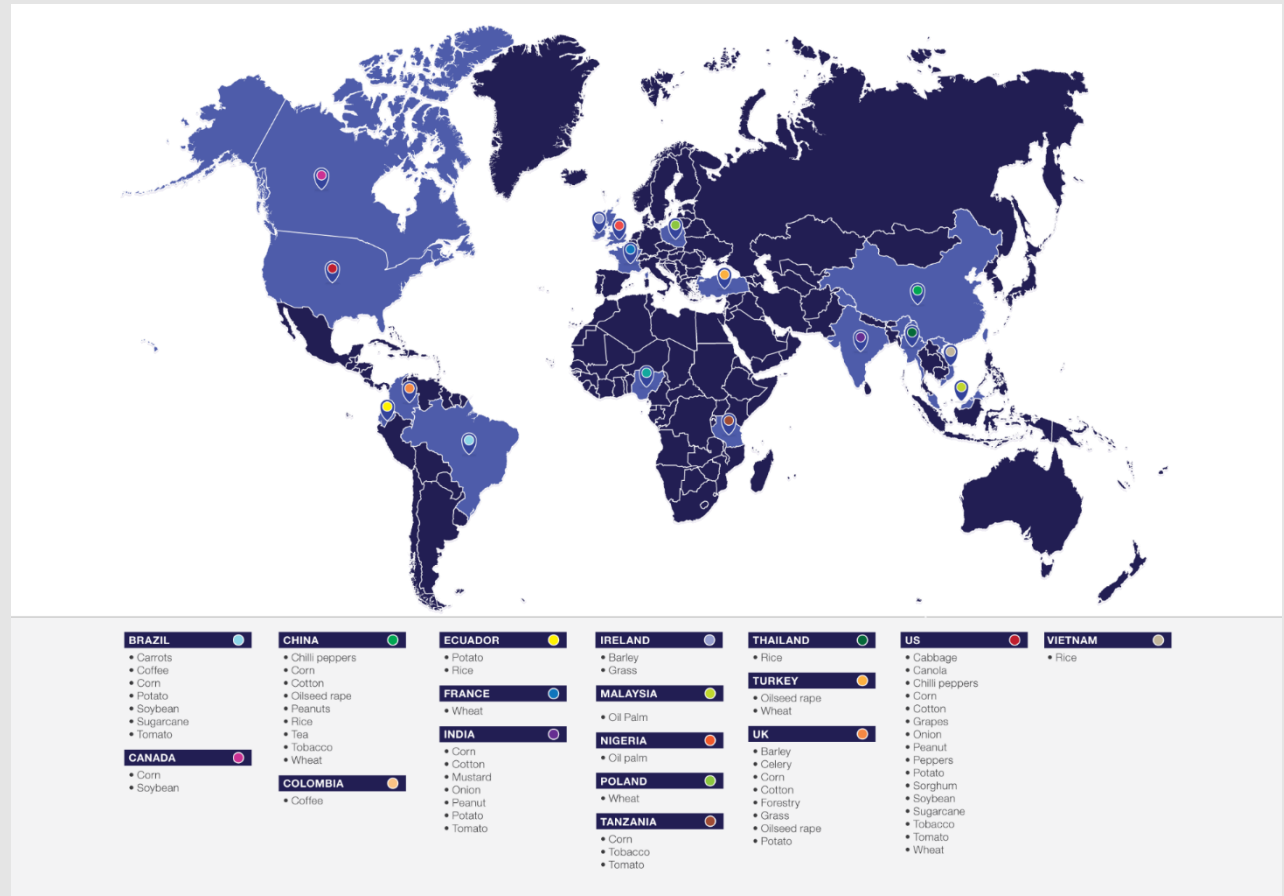 BRAZIL
• Carrots
• Coffee
• Corn
• Potato
• Soybean
• Sugarcane
• Tomato
CANADA
• Corn
• Soybean
CHINA
• Chilli peppers
• Corn
• Cotton
• Oilseed rape
• Peanuts
• Rice
• Tea
• Tobacco
• Wheat
COLOMBIA
• Coffee
ECUADOR
• Potato
• Rice
FRANCE
• Wheat
INDIA
• Corn
• Cotton
• Mustard
• Onion
• Peanut
• Potato
• Tomato
IRELAND
• Barley
• Grass
MALAYSIA
• Oil Palm
NIGERIA
• Oil palm
POLAND
• Wheat
TANZANIA
• Corn
• Tobacco
• Tomato
THAILAND
• Rice
TURKEY
• Oilseed rape
• Wheat
UK
• Barley
• Celery
• Corn
• Cotton
• Forestry
• Grass
• Oilseed rape
• Potato
US
• Cabbage
• Canola
• Chilli peppers
• Corn
• Cotton
• Grapes
• Onion
• Peanut
• Peppers
• Potato
• Sorghum
• Soybean
• Sugarcane
• Tobacco
• Tomato
• Wheat
VIETNAM
• Rice